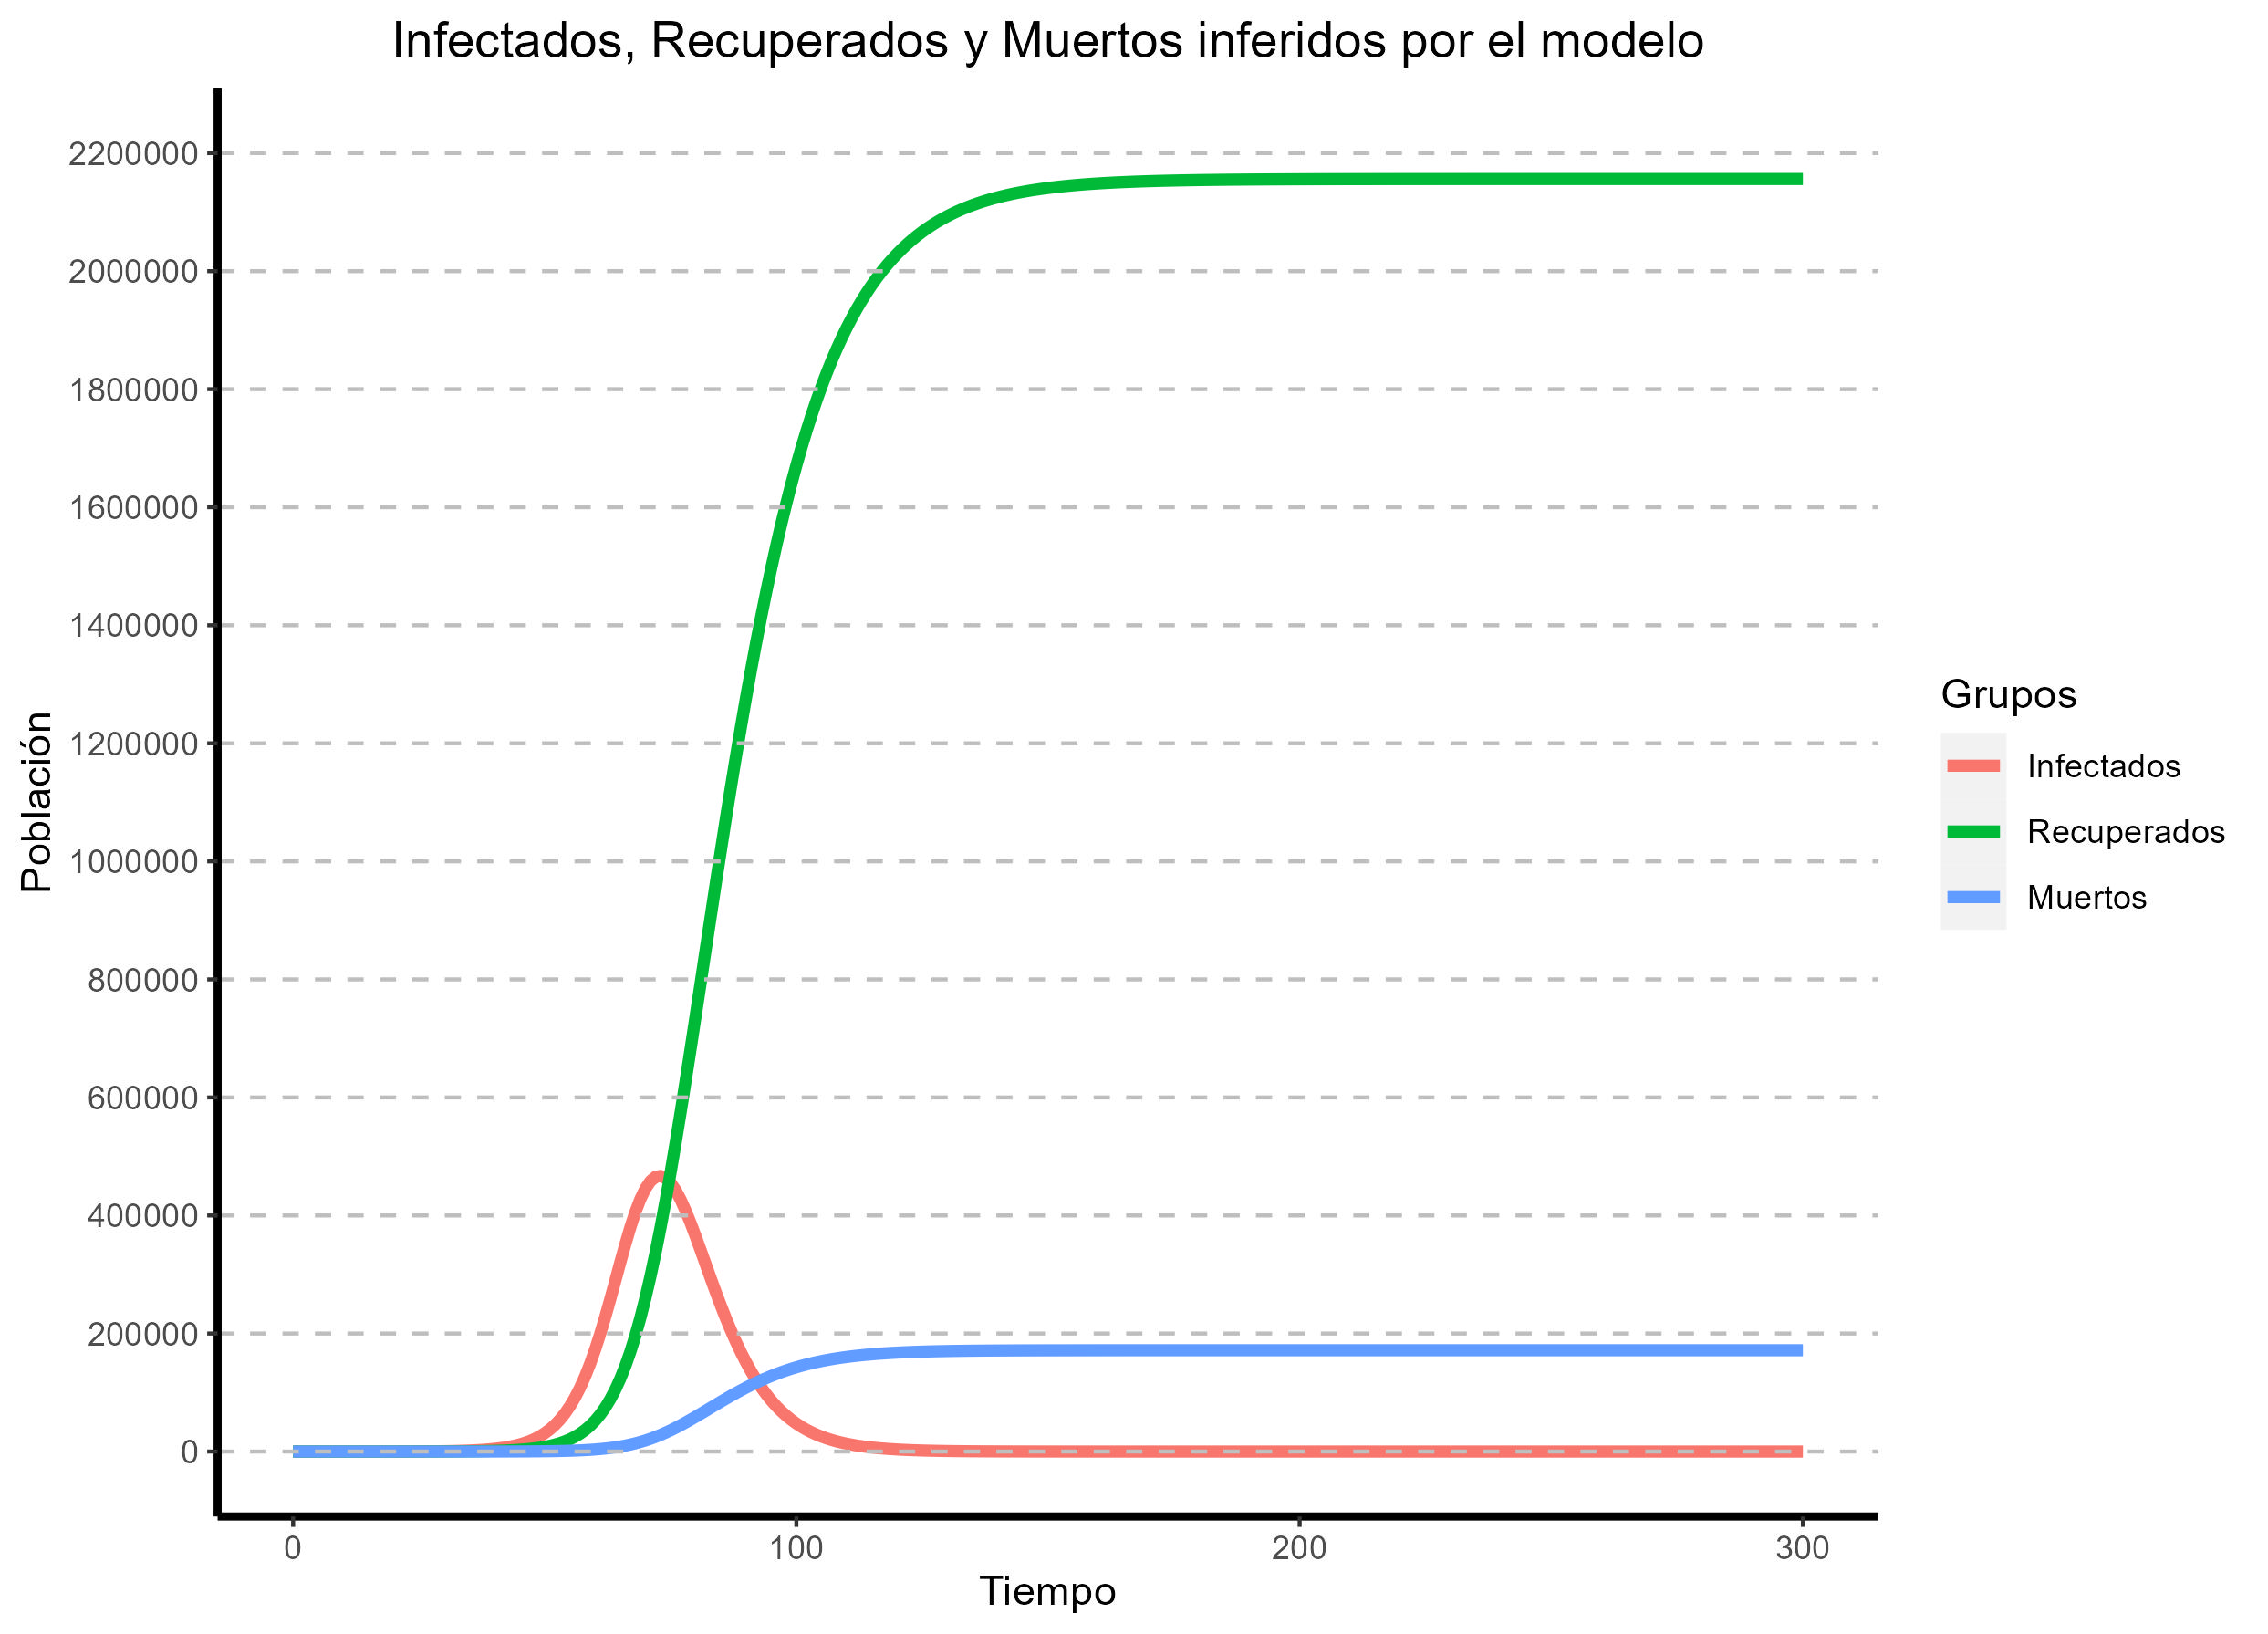 Infectados, Recuperados y Muertos inferidos por el modelo
Población
2200000
2000000
1800000
1600000
1400000
1200000
1000000
800000
600000
400000
200000
0
0 100 200 300
Tiempo
Grupos
Infectados
Recuperados
Muertos